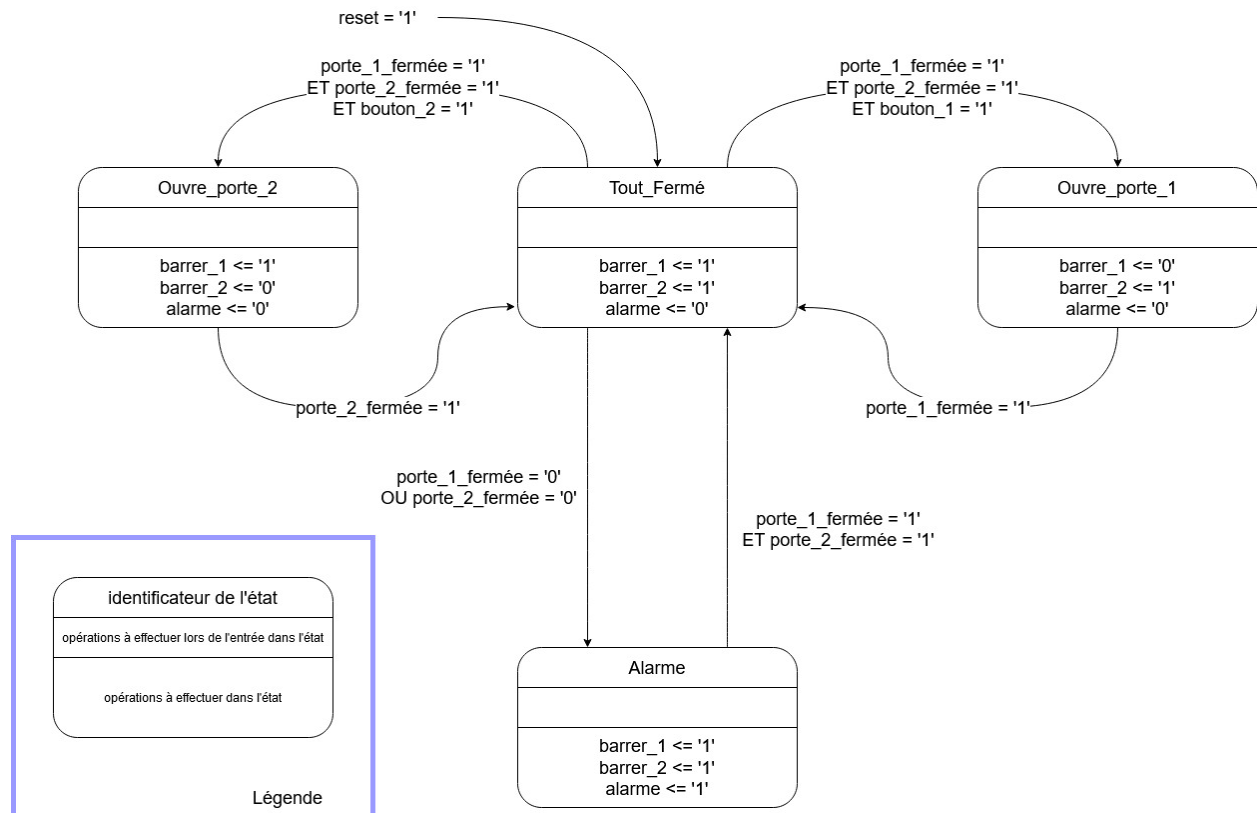 reset = '1'
porte_1_fermée = '1'
ET porte_2_fermée = '1'
ET bouton_2 = '1'
porte_1_fermée = '1'
ET porte_2_fermée = '1'
ET bouton_1 = '1'
Ouvre_porte_2
barrer_1 <= '1'
barrer_2 <= '0'
alarme <= '0'
Tout_Fermé
barrer_1 <= '1'
barrer_2 <= '1'
alarme <= '0'
Ouvre_porte_1
barrer_1 <= '0'
barrer_2 <= '1'
alarme <= '0'
porte_2_fermée = '1'
porte_1_fermée = '1'
porte_1_fermée = '0'
OU porte_2_fermée = '0'
porte_1_fermée = '1'
ET porte_2_fermée = '1'
Alarme
barrer_1 <= '1'
barrer_2 <= '1'
alarme <= '1'
identificateur de l'état
opérations à effectuer lors de l'entrée dans l'état
opérations à effectuer dans l'état
Légende